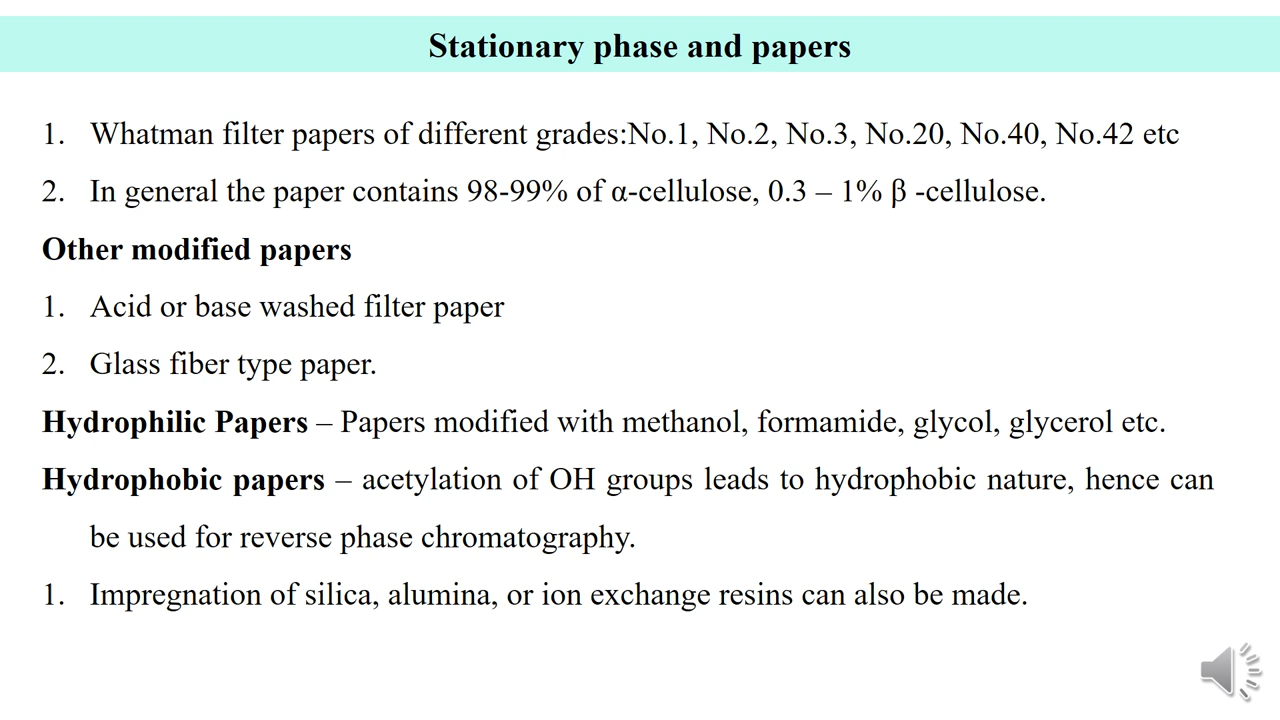 Stationary phase and papers
1. Whatman filter papers of different grades:No.1, No.2, No.3, No.20, No.40, No.42 etc
2. In general the paper contains 98-99% of α-cellulose, 0.3 – 1% β -cellulose.
Other modified papers
1. Acid or base washed filter paper
2. Glass fiber type paper.
Hydrophilic Papers – Papers modified with methanol, formamide, glycol, glycerol etc.
Hydrophobic papers – acetylation of OH groups leads to hydrophobic nature, hence can
be used for reverse phase chromatography.
1. Impregnation of silica, alumina, or ion exchange resins can also be made.